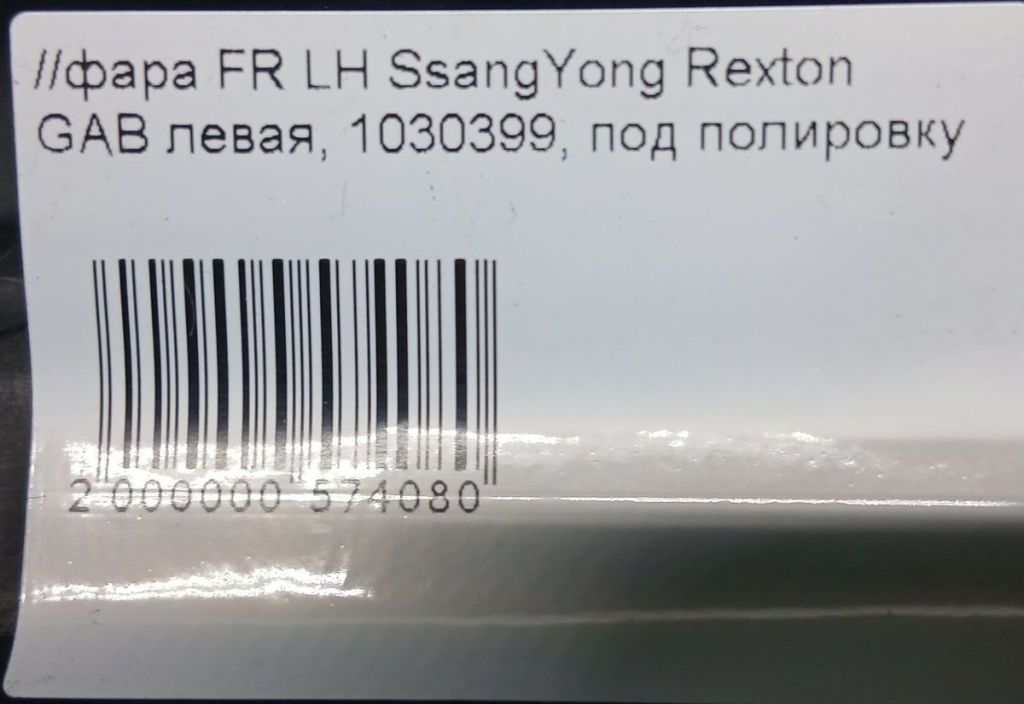 //фара FR LH SsangYong Rexton
GAB левая, 1030399, под полировку
2 000000 574080